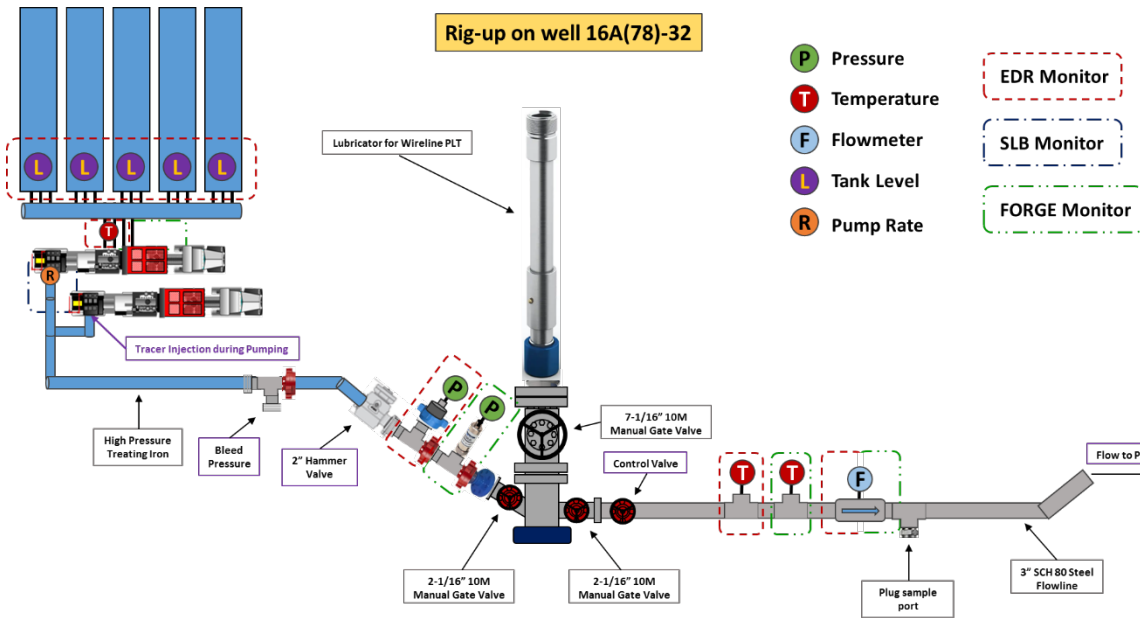 Rig-up on well 16A(78)-32
P Pressure
T Temperature
F Flowmeter
L Tank Level
R Pump Rate
EDR Monitor
SLB Monitor
FORGE Monitor
Lubricator for Wireline PLT
L L L L L
T
R
Tracer Injection during Pumping
High Pressure
Treating Iron
Bleed
Pressure
2” Hammer
Valve
P
P
7-1/16” 10M
Manual Gate Valve
Control Valve
T
T
F
Flow to P
2-1/16” 10M
Manual Gate Valve
2-1/16” 10M
Manual Gate Valve
Plug sample
port
3” SCH 80 Steel
Flowline